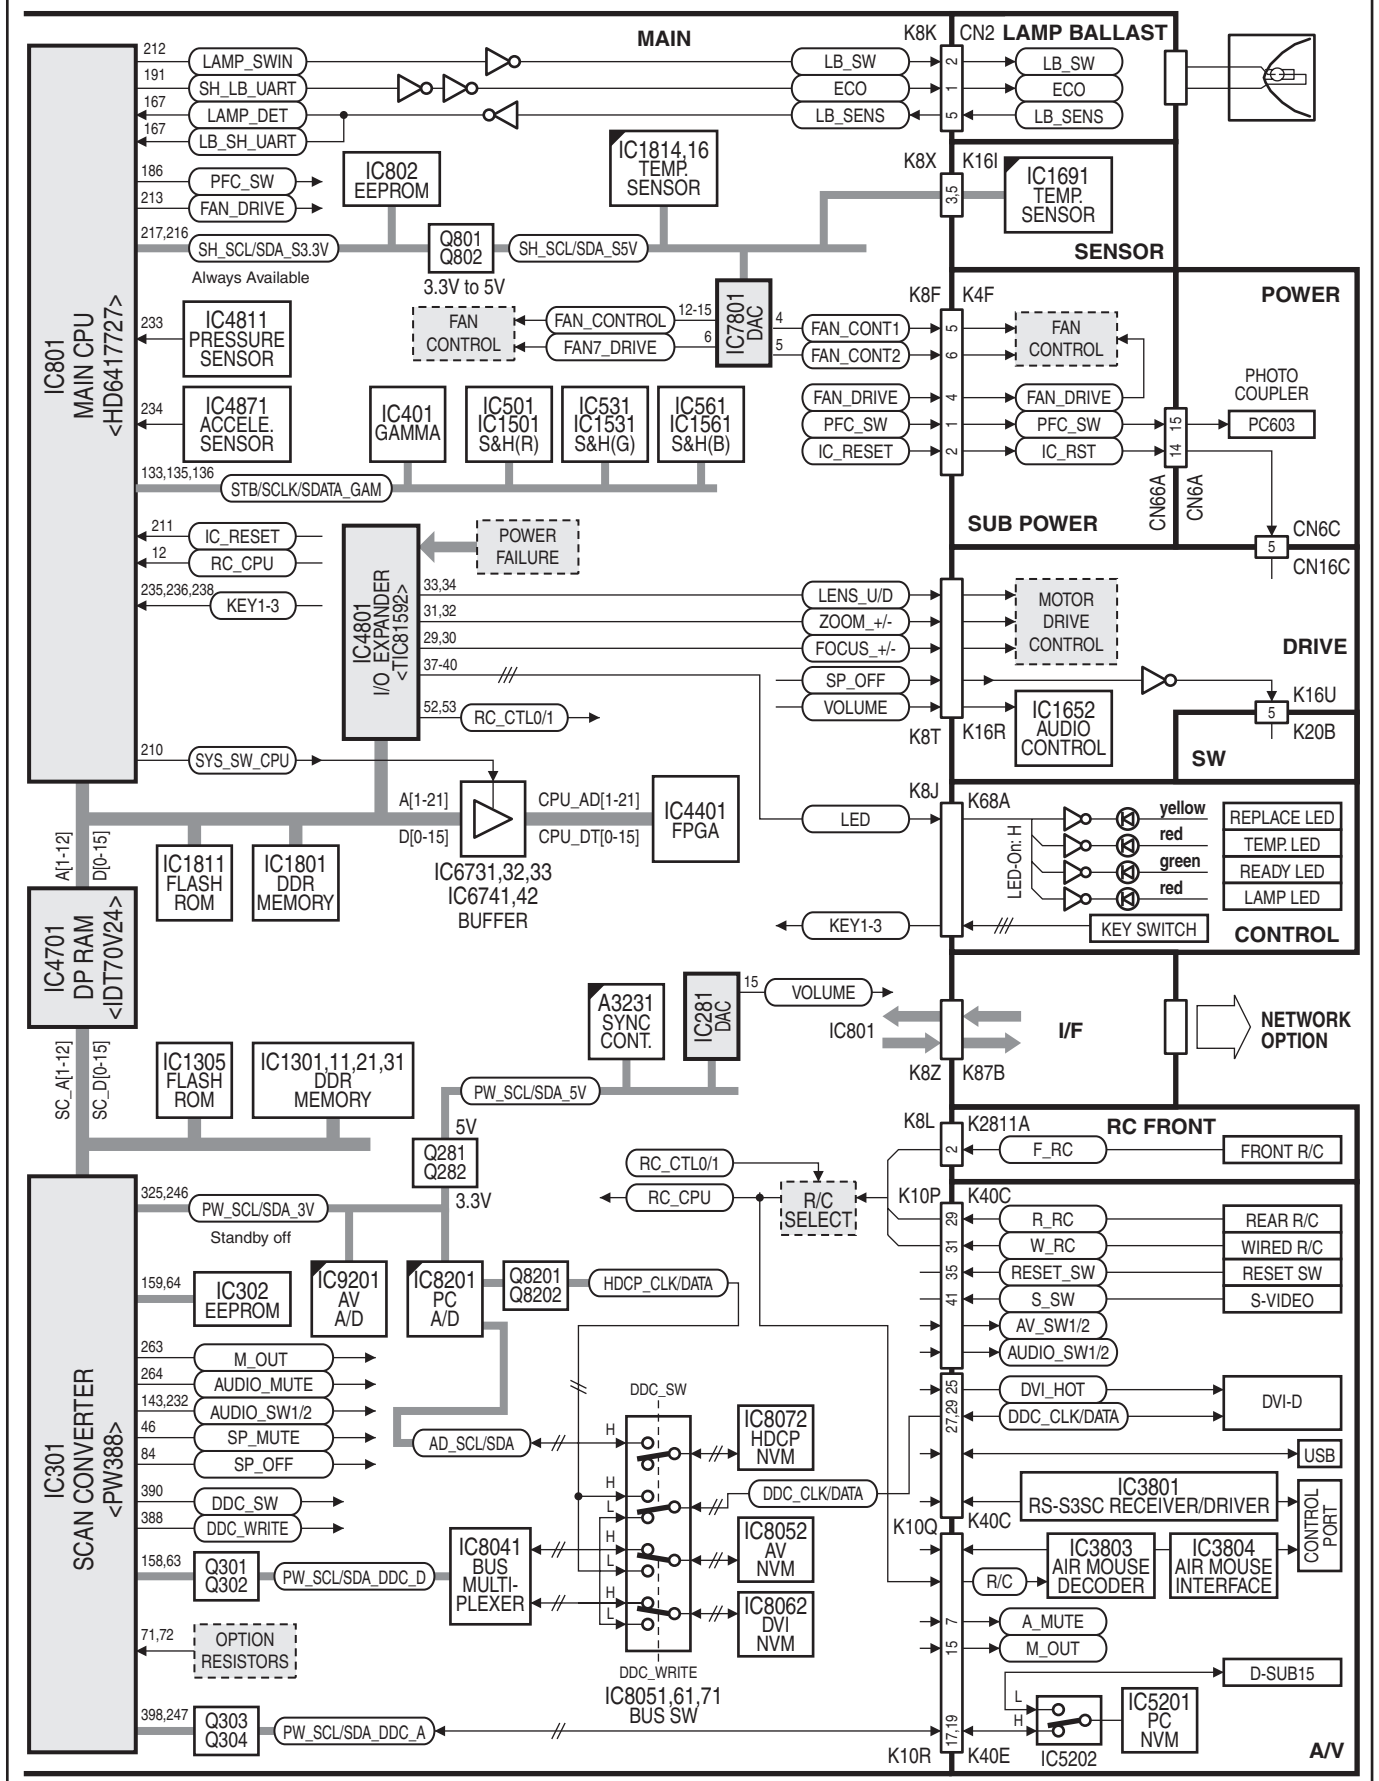 MAIN
K8K
CN2 LAMP BALLAST
212
LAMP_SWIN
LB_SW
2
LB_SW
191
SH_LB_UART
ECO
1
ECO
167
LAMP_DET
LB_SENS
5
LB_SENS
167
LB_SH_UART
186
PFC_SW
213
FAN_DRIVE
IC802
EEPROM
IC1814,16
TEMP.
SENSOR
K8X
K16I
3,5
IC1691
TEMP.
SENSOR
SENSOR
217,216
SH_SCL/SDA_S3.3V
Always Available
Q801
Q802
3.3V to 5V
SH_SCL/SDA_S5V
IC801
MAIN CPU
<HD6417727>
233
IC4811
PRESSURE
SENSOR
234
IC4871
ACCELE.
SENSOR
FAN
CONTROL
FAN_CONTROL
12-15
FAN7_DRIVE
6
IC7801
DAC
4
FAN_CONT1
5
FAN_CONT2
K8F
K4F
5
6
FAN
CONTROL
POWER
FAN_DRIVE
4
FAN_DRIVE
PFC_SW
1
PFC_SW
15
IC_RESET
2
IC_RST
14
PHOTO
COUPLER
PC603
CN66A
CN6A
SUB POWER
CN6C
5
CN16C
IC401
GAMMA
IC501
IC1501
S&H(R)
IC531
IC1531
S&H(G)
IC561
IC1561
S&H(B)
133,135,136
STB/SCLK/SDATA_GAM
211
IC_RESET
12
RC_CPU
235,236,238
KEY1-3
IC4801
I/O EXPANDER
<TIC81592>
POWER
FAILURE
33,34
LENS_U/D
31,32
ZOOM_+/-
29,30
FOCUS_+/-
37-40
SP_OFF
VOLUME
52,53
RC_CTL0/1
MOTOR
DRIVE
CONTROL
DRIVE
K8T
K16R
IC1652
AUDIO
CONTROL
K16U
5
K20B
SW
210
SYS_SW_CPU
A[1-21]
D[0-15]
IC6731,32,33
IC6741,42
BUFFER
CPU_AD[1-21]
CPU_DT[0-15]
IC4401
FPGA
A[1-12]
D[0-15]
IC1811
FLASH
ROM
IC1801
DDR
MEMORY
K8J
K68A
LED
LED-On: H
yellow
REPLACE LED
red
TEMP. LED
green
READY LED
red
LAMP LED
KEY1-3
KEY SWITCH
CONTROL
IC4701
DP RAM
<IDT70V24>
SC_A[1-12]
SC_D[0-15]
IC1305
FLASH
ROM
IC1301,11,21,31
DDR
MEMORY
A3231
SYNC
CONT.
IC281
DAC
15
VOLUME
IC801
K8Z
K87B
I/F
NETWORK
OPTION
PW_SCL/SDA_5V
5V
Q281
Q282
3.3V
K8L
K2811A
RC FRONT
2
F_RC
FRONT R/C
RC_CTL0/1
RC_CPU
R/C
SELECT
K10P
K40C
29
R_RC
REAR R/C
31
W_RC
WIRED R/C
35
RESET_SW
RESET SW
41
S_SW
S-VIDEO
AV_SW1/2
AUDIO_SW1/2
IC301
SCAN CONVERTER
<PW388>
325,246
PW_SCL/SDA_3V
Standby off
159,64
IC302
EEPROM
IC9201
AV
A/D
IC8201
PC
A/D
Q8201
Q8202
HDCP_CLK/DATA
263
M_OUT
264
AUDIO_MUTE
143,232
AUDIO_SW1/2
46
SP_MUTE
84
SP_OFF
390
DDC_SW
388
DDC_WRITE
AD_SCL/SDA
DDC_SW
H
H
L
H
L
H
L
IC8072
HDCP
NVM
DDC_CLK/DATA
IC8052
AV
NVM
IC8062
DVI
NVM
DDC_WRITE
IC8051,61,71
BUS SW
158,63
Q301
Q302
PW_SCL/SDA_DDC_D
IC8041
BUS
MULTI-
PLEXER
71,72
OPTION
RESISTORS
398,247
Q303
Q304
PW_SCL/SDA_DDC_A
25
DVI_HOT
27,29
DDC_CLK/DATA
DVI-D
USB
IC3801
RS-S3SC RECEIVER/DRIVER
CONTROL
PORT
K10Q
K40C
IC3803
AIR MOUSE
DECODER
IC3804
AIR MOUSE
INTERFACE
R/C
7
A_MUTE
15
M_OUT
D-SUB15
L
H
IC5201
PC
NVM
IC5202
17,19
K10R
K40E
A/V